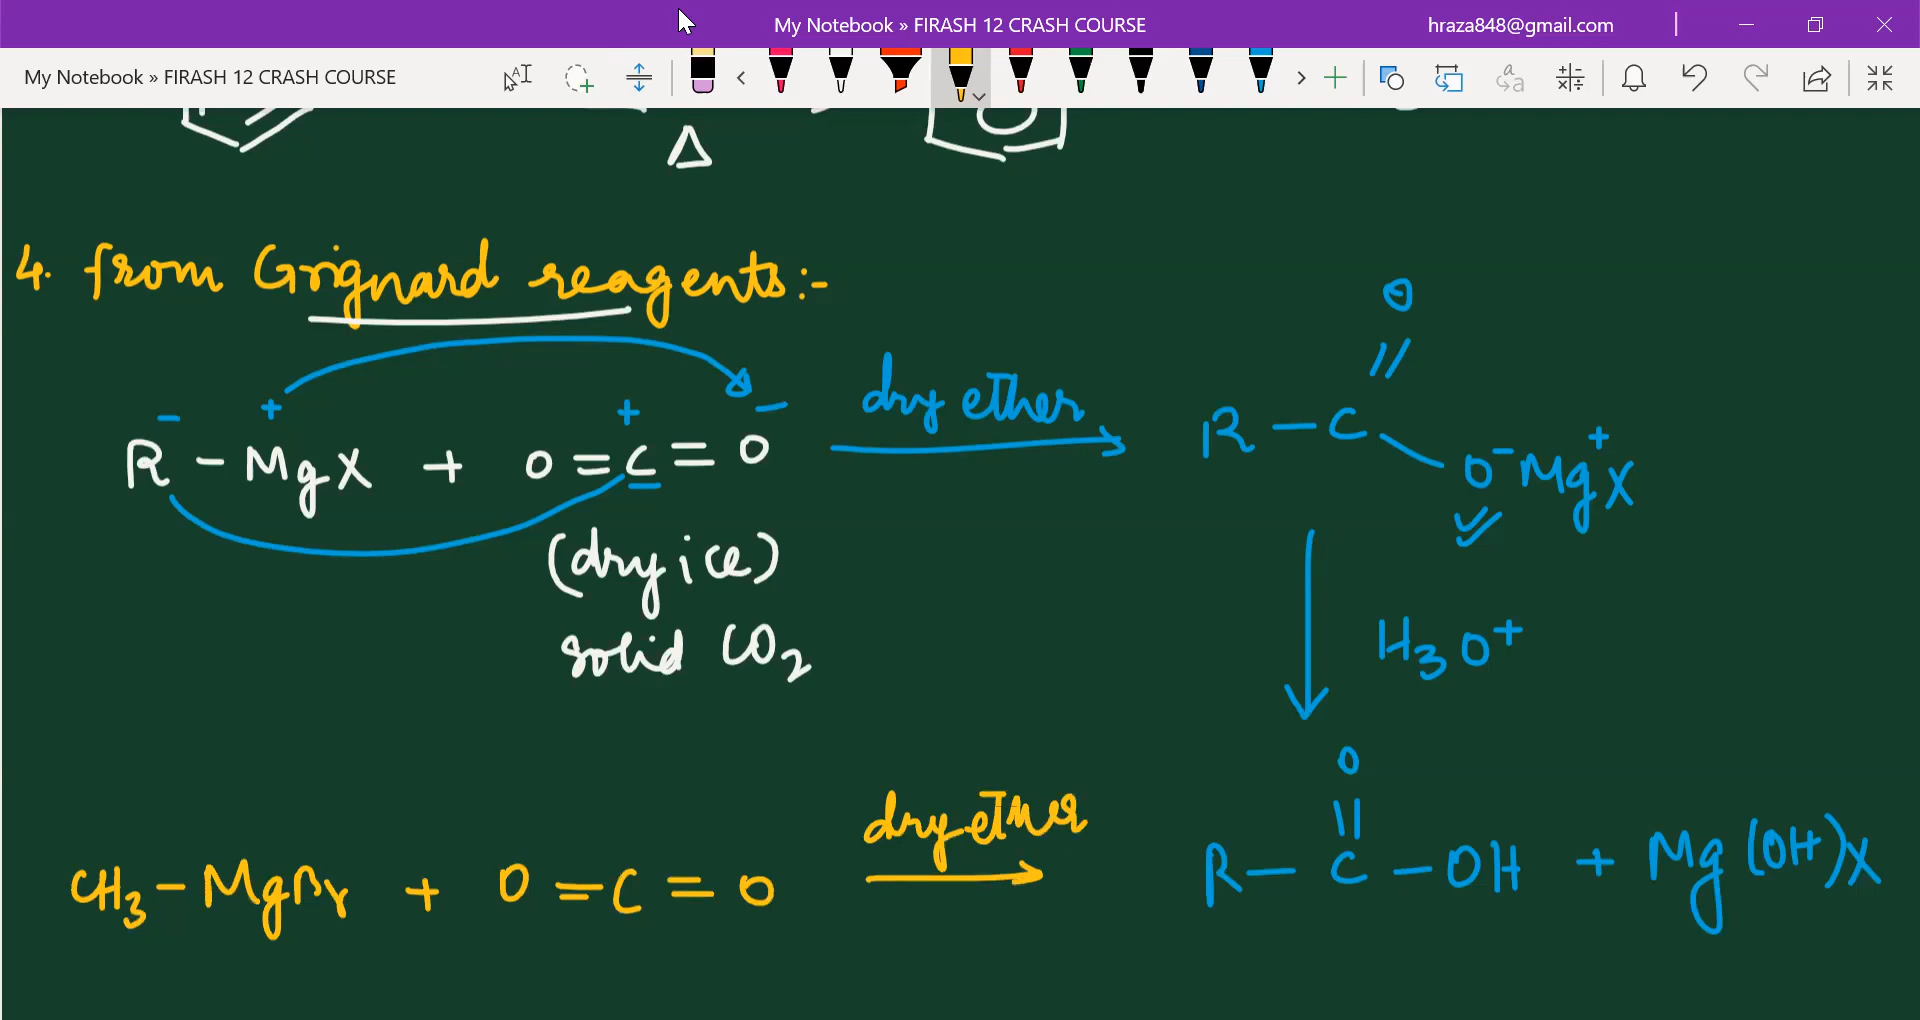 My Notebook » FIRASH 12 CRASH COURSE
hraza848@gmail.com
My Notebook » FIRASH 12 CRASH COURSE
Δ
4. from Grignard reagents:-
R⁻ - Mg⁺X + O = C⁺ = O⁻
dry ether
(dry ice)
solid CO₂
O
||
R - C - O⁻Mg⁺X
H₃O⁺
CH₃ - MgBr + O = C = O
dry ether
O
||
R - C - OH + Mg(OH)X